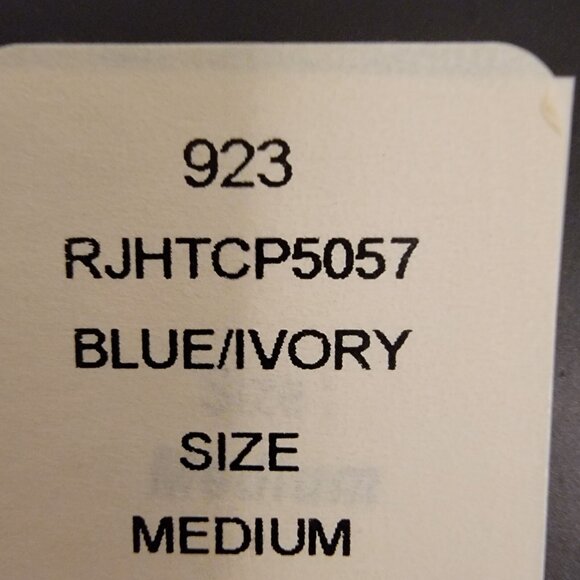 923
RJHTCP5057
BLUE/IVORY
SIZE
MEDIUM